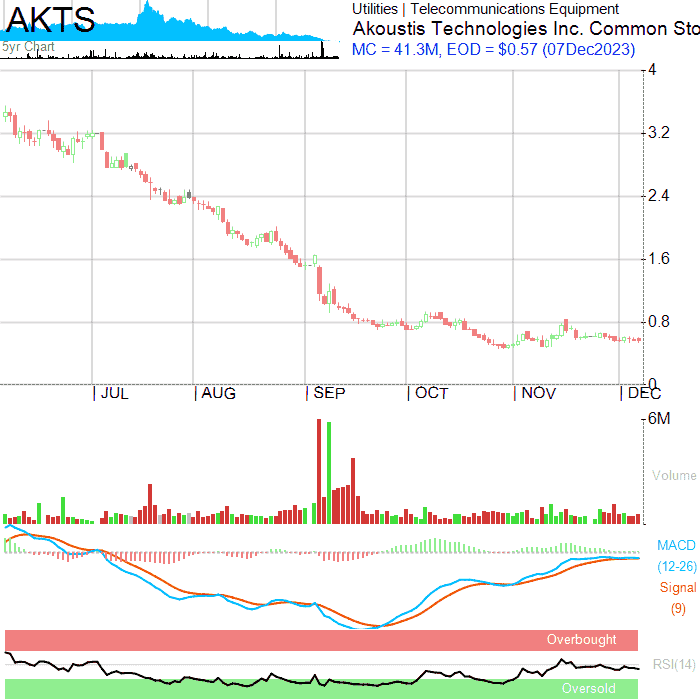 AKTS
5yr Chart
Utilities | Telecommunications Equipment
Akoustis Technologies Inc. Common Sto
MC = 41.3M, EOD = $0.57 (07Dec2023)
4
3.2
2.4
1.6
0.8
0
JUL AUG SEP OCT NOV DEC
6M
Volume
MACD
(12-26)
Signal
(9)
Overbought
RSI(14)
Oversold